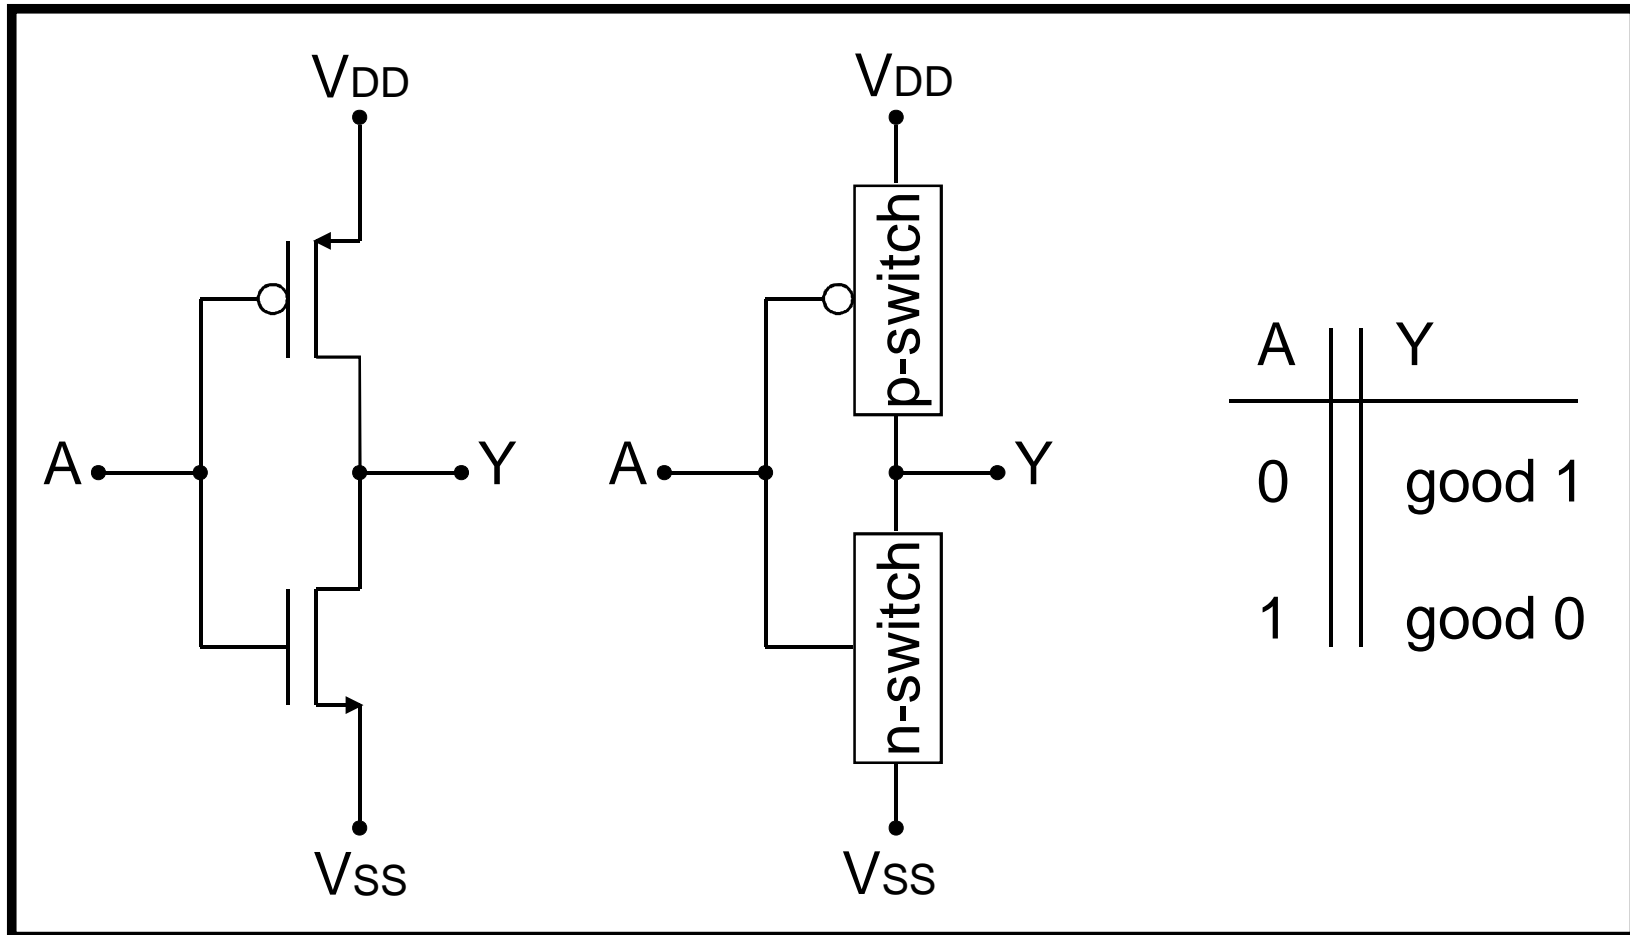 VDD
A
Y
VSS
VDD
p-switch
A
Y
n-switch
VSS
A Y
0 good 1
1 good 0